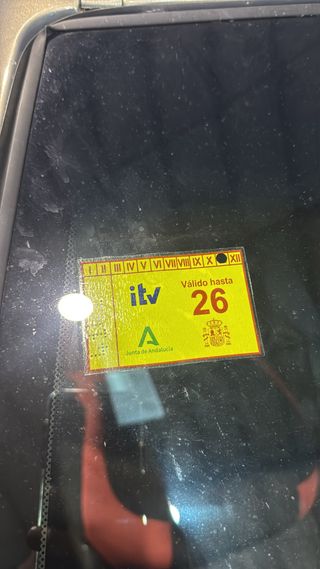 I II III IV V VI VII VIII IX X XII
itv
Válido hasta
26
Junta de Andalucía